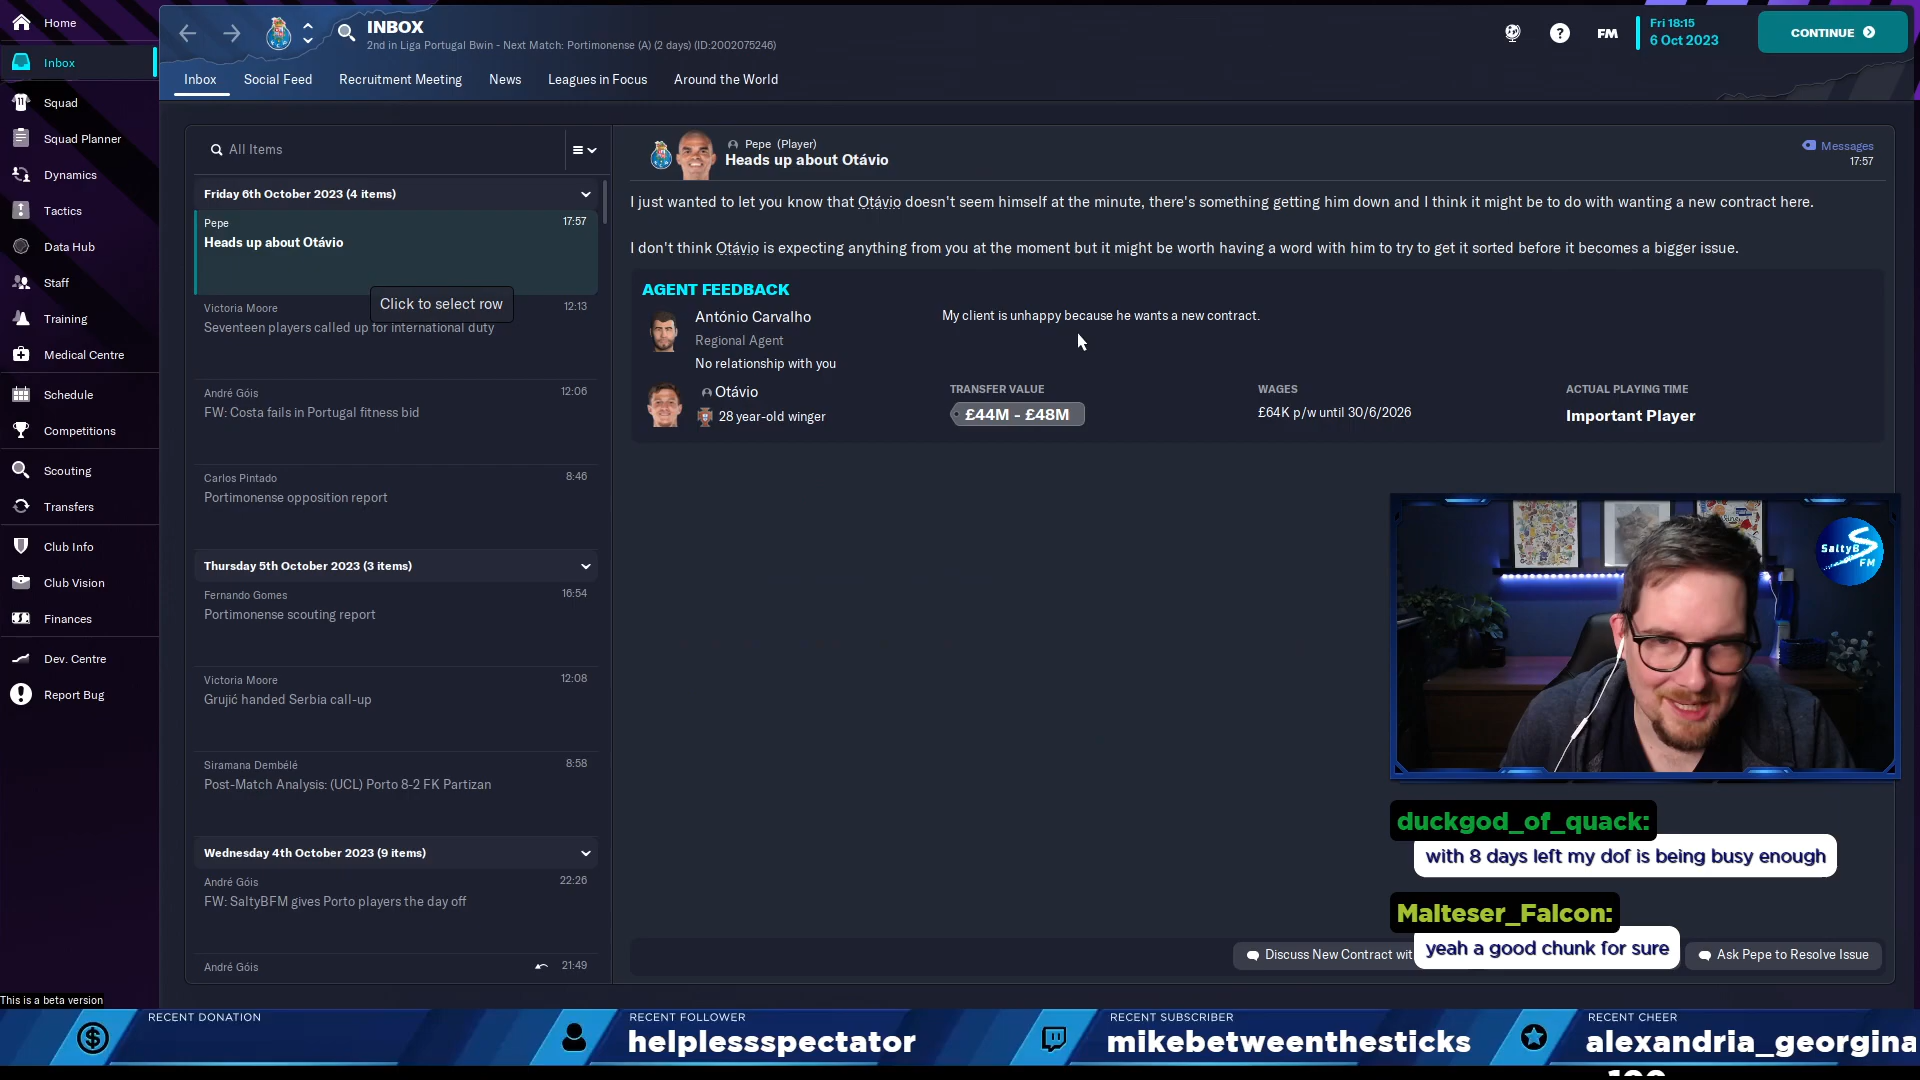 Home
Inbox
Squad
Squad Planner
Dynamics
Tactics
Data Hub
Staff
Training
Medical Centre
Schedule
Competitions
Scouting
Transfers
Club Info
Club Vision
Finances
Dev. Centre
Report Bug
This is a beta version
INBOX
2nd in Liga Portugal Bwin - Next Match: Portimonense (A) (2 days) (ID:2002075246)
FM
Fri 18:15
6 Oct 2023
CONTINUE
Inbox
Social Feed
Recruitment Meeting
News
Leagues in Focus
Around the World
All Items
Friday 6th October 2023 (4 items)
Pepe
17:57
Heads up about Otávio
Click to select row
Victoria Moore
12:13
Seventeen players called up for international duty
André Góis
12:06
FW: Costa fails in Portugal fitness bid
Carlos Pintado
8:46
Portimonense opposition report
Thursday 5th October 2023 (3 items)
Fernando Gomes
16:54
Portimonense scouting report
Victoria Moore
12:08
Grujić handed Serbia call-up
Siramana Dembélé
8:58
Post-Match Analysis: (UCL) Porto 8-2 FK Partizan
Wednesday 4th October 2023 (9 items)
André Góis
22:26
FW: SaltyBFM gives Porto players the day off
André Góis
21:49
Pepe (Player)
Heads up about Otávio
Messages
17:57
I just wanted to let you know that Otávio doesn't seem himself at the minute, there's something getting him down and I think it might be to do with wanting a new contract here.
I don't think Otávio is expecting anything from you at the moment but it might be worth having a word with him to try to get it sorted before it becomes a bigger issue.
AGENT FEEDBACK
António Carvalho
Regional Agent
No relationship with you
My client is unhappy because he wants a new contract.
Otávio
28 year-old winger
TRANSFER VALUE
£44M - £48M
WAGES
£64K p/w until 30/6/2026
ACTUAL PLAYING TIME
Important Player
SaltyB
FM
duckgod_of_quack:
with 8 days left my dof is being busy enough
Malteser_Falcon:
yeah a good chunk for sure
Discuss New Contract wit
Ask Pepe to Resolve Issue
RECENT DONATION
RECENT FOLLOWER
helplessspectator
RECENT SUBSCRIBER
mikebetweenthesticks
RECENT CHEER
alexandria_georgina